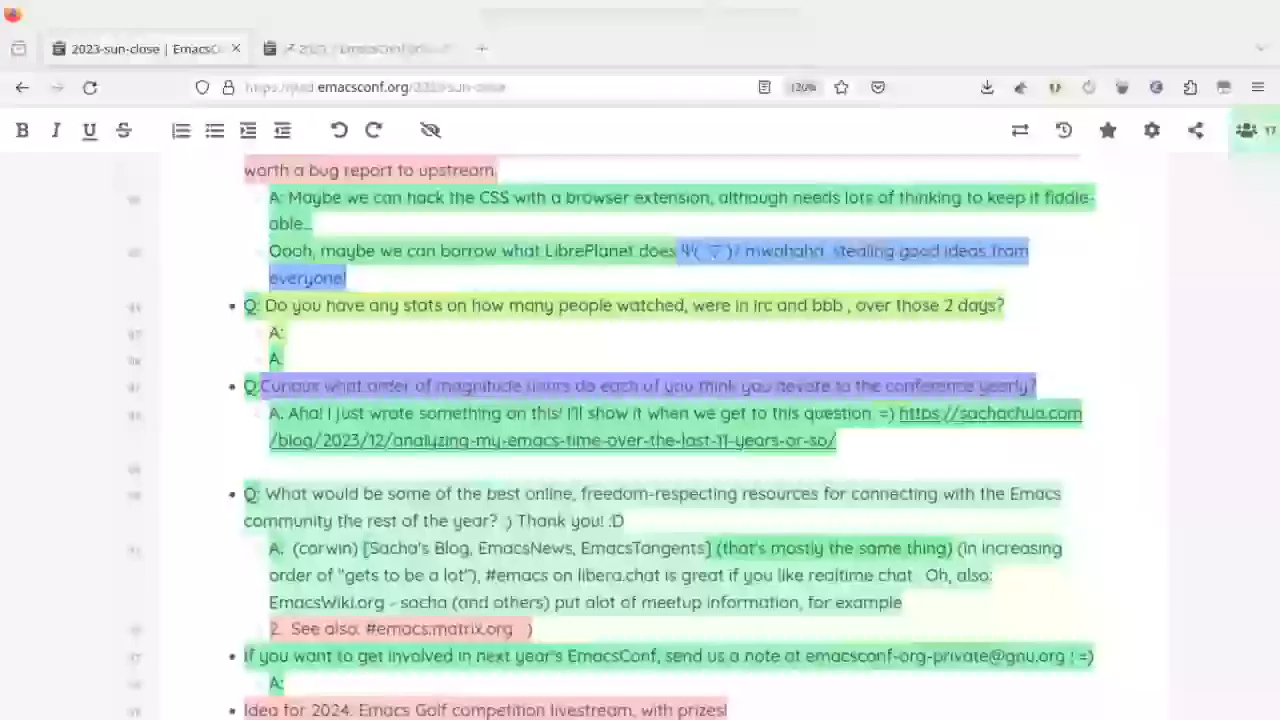 2023-sun-close | EmacsCo
emacsconf.org/2023-sun-close
120%
B I U S
17
worth a bug report to upstream.
A: Maybe we can hack the CSS with a browser extension, although needs lots of thinking to keep it fiddle-
able...
Oooh, maybe we can borrow what LibrePlanet does mwahaha stealing good ideas from
everyone!
Q: Do you have any stats on how many people watched, were in irc and bbb , over those 2 days?
A:
A:
Q:Curious what order of magnitude hours do each of you think you devote to the conference yearly?
A. Aha! I just wrote something on this! I'll show it when we get to this question. =) https://sachachua.com
/blog/2023/12/analyzing-my-emacs-time-over-the-last-11-years-or-so/
Q: What would be some of the best online, freedom-respecting resources for connecting with the Emacs
community the rest of the year? :) Thank you! :D
A: (corwin) [Sacha's Blog, EmacsNews, EmacsTangents] (that's mostly the same thing) (in increasing
order of "gets to be a lot"), #emacs on libera.chat is great if you like realtime chat. Oh, also:
EmacsWiki.org - sacha (and others) put alot of meetup information, for example
2. See also: #emacs:matrix.org :)
If you want to get involved in next year's EmacsConf, send us a note at emacsconf-org-private@gnu.org ! =)
A:
Idea for 2024: Emacs Golf competition livestream, with prizes!